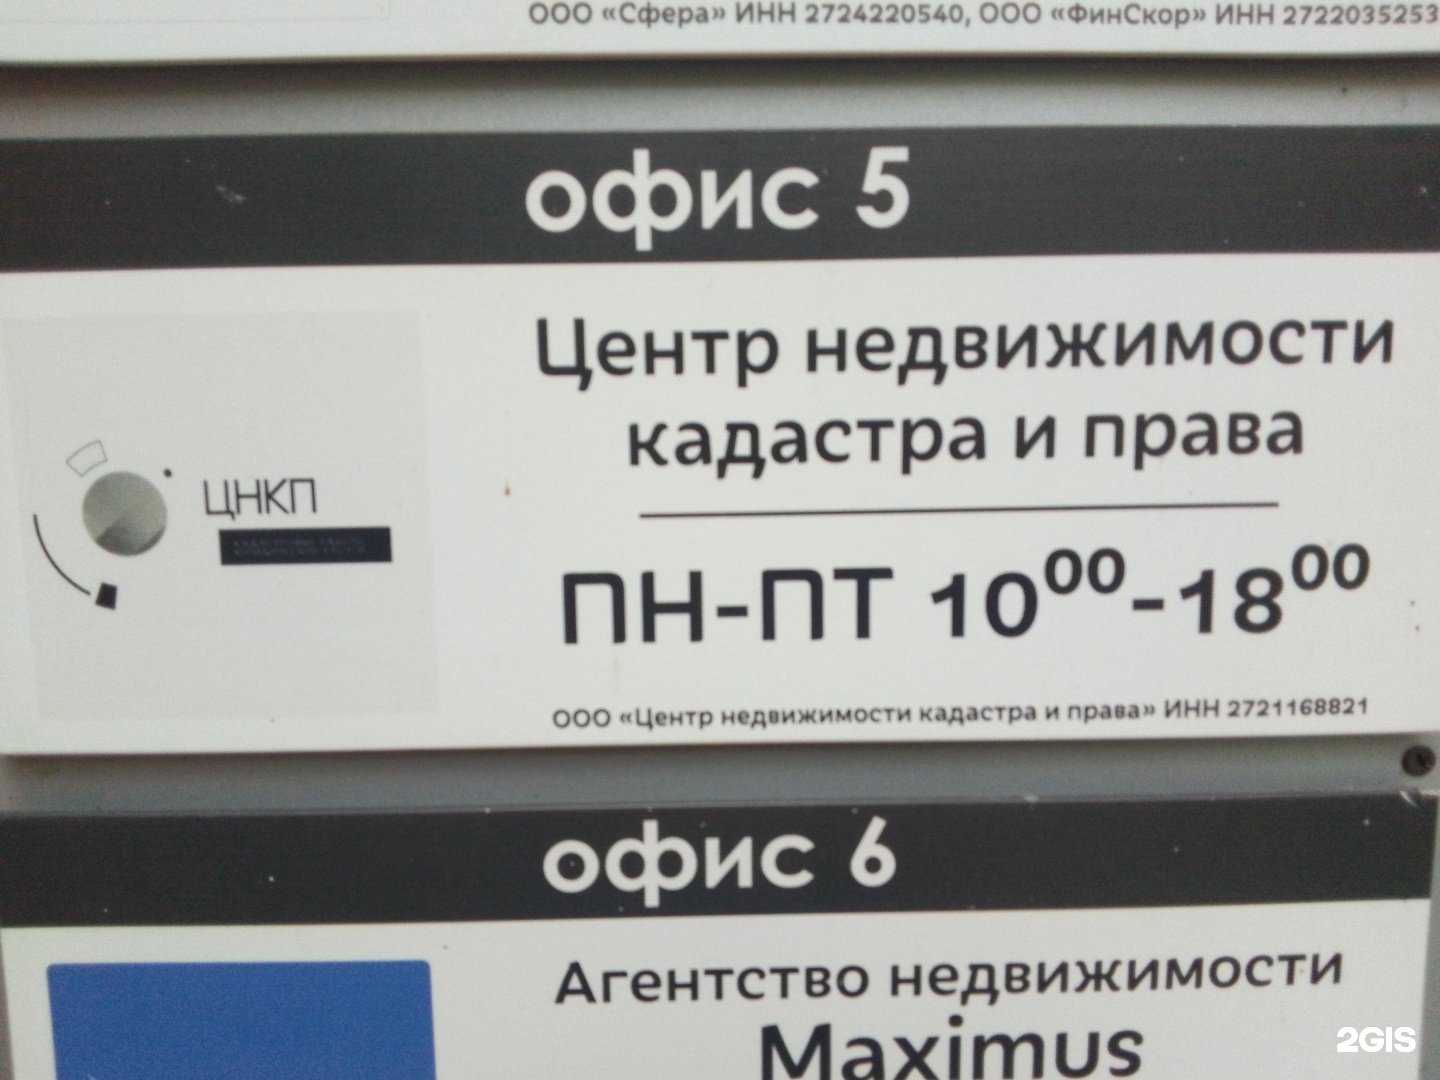 ООО «Сфера» ИНН 2724220540, ООО «ФинСкор» ИНН 2722035253
офис 5
Центр недвижимости
кадастра и права
ЦНКП
ПН-ПТ 10⁰⁰-18⁰⁰
ООО «Центр недвижимости кадастра и права» ИНН 2721168821
офис 6
Агентство недвижимости
Maximus
2GIS